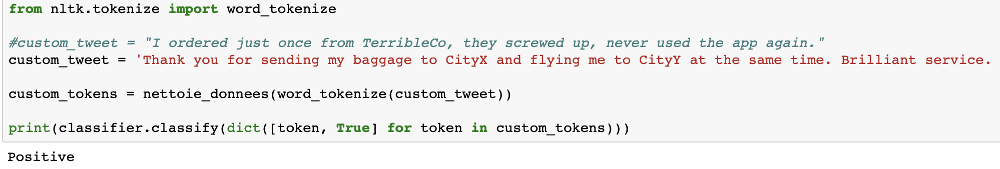 from nltk.tokenize import word_tokenize
#custom_tweet = "I ordered just once from TerribleCo, they screwed up, never used the app again."
custom_tweet = 'Thank you for sending my baggage to CityX and flying me to CityY at the same time. Brilliant service.
custom_tokens = nettoie_donnees(word_tokenize(custom_tweet))
print(classifier.classify(dict([token, True] for token in custom_tokens)))
Positive